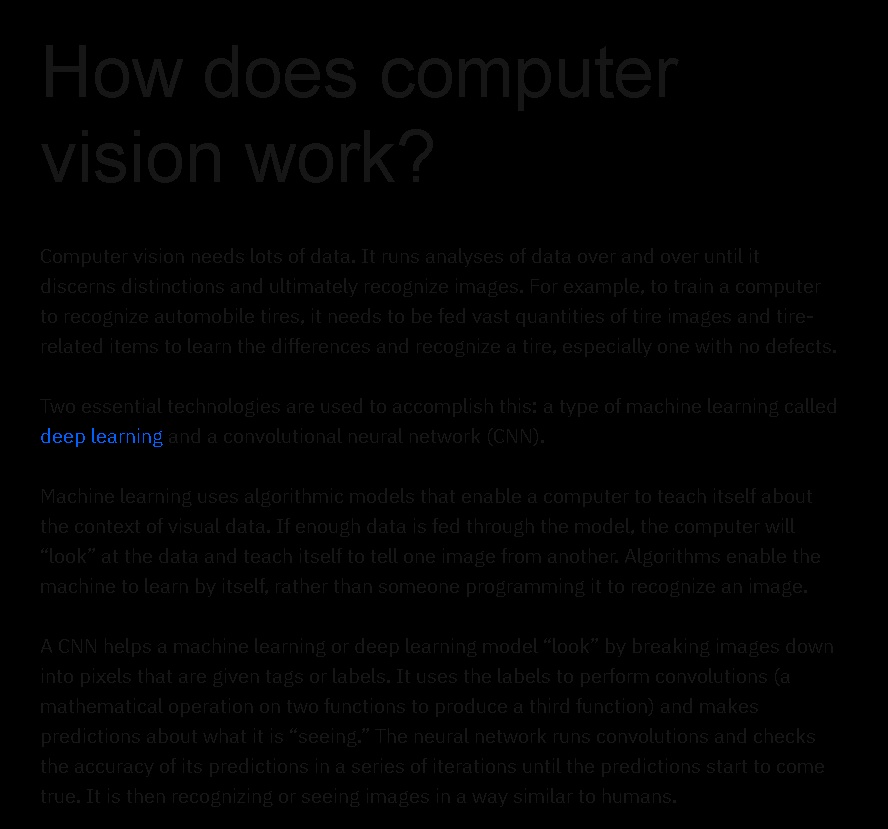 How does computer
vision work?
Computer vision needs lots of data. It runs analyses of data over and over until it
discerns distinctions and ultimately recognize images. For example, to train a computer
to recognize automobile tires, it needs to be fed vast quantities of tire images and tire-
related items to learn the differences and recognize a tire, especially one with no defects.
Two essential technologies are used to accomplish this: a type of machine learning called
deep learning and a convolutional neural network (CNN).
Machine learning uses algorithmic models that enable a computer to teach itself about
the context of visual data. If enough data is fed through the model, the computer will
“look” at the data and teach itself to tell one image from another. Algorithms enable the
machine to learn by itself, rather than someone programming it to recognize an image.
A CNN helps a machine learning or deep learning model “look” by breaking images down
into pixels that are given tags or labels. It uses the labels to perform convolutions (a
mathematical operation on two functions to produce a third function) and makes
predictions about what it is “seeing.” The neural network runs convolutions and checks
the accuracy of its predictions in a series of iterations until the predictions start to come
true. It is then recognizing or seeing images in a way similar to humans.